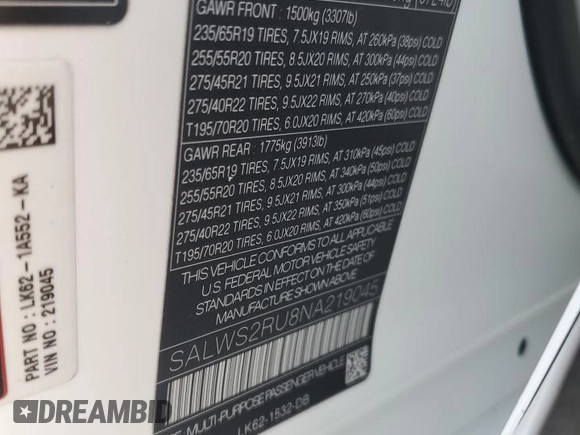 GAWR FRONT : 1500kg (3307lb)
235/65R19 TIRES, 7.5JX19 RIMS, AT 260kPa (38psi) COLD
255/55R20 TIRES, 8.5JX20 RIMS, AT 300kPa (44psi) COLD
275/45R21 TIRES, 9.5JX21 RIMS, AT 250kPa (37psi) COLD
275/40R22 TIRES, 9.5JX22 RIMS, AT 270kPa (40psi) COLD
T195/70R20 TIRES, 6.0JX20 RIMS, AT 420kPa (60psi) COLD
GAWR REAR : 1775kg (3913lb)
235/65R19 TIRES, 7.5JX19 RIMS, AT 310kPa (45psi) COLD
255/55R20 TIRES, 8.5JX20 RIMS, AT 340kPa (50psi) COLD
275/45R21 TIRES, 9.5JX21 RIMS, AT 300kPa (44psi) COLD
275/40R22 TIRES, 9.5JX22 RIMS, AT 350kPa (51psi) COLD
T195/70R20 TIRES, 6.0JX20 RIMS, AT 420kPa (60psi) COLD
THIS VEHICLE CONFORMS TO ALL APPLICABLE
U.S. FEDERAL MOTOR VEHICLE SAFETY
STANDARDS IN EFFECT ON THE DATE OF
MANUFACTURE SHOWN ABOVE
SALWS2RU8NA219045
MULTI-PURPOSE PASSENGER VEHICLE
LK62-1532-DB
PART NO : LK62-1A552-KA
VIN NO : 219045
DREAMBID